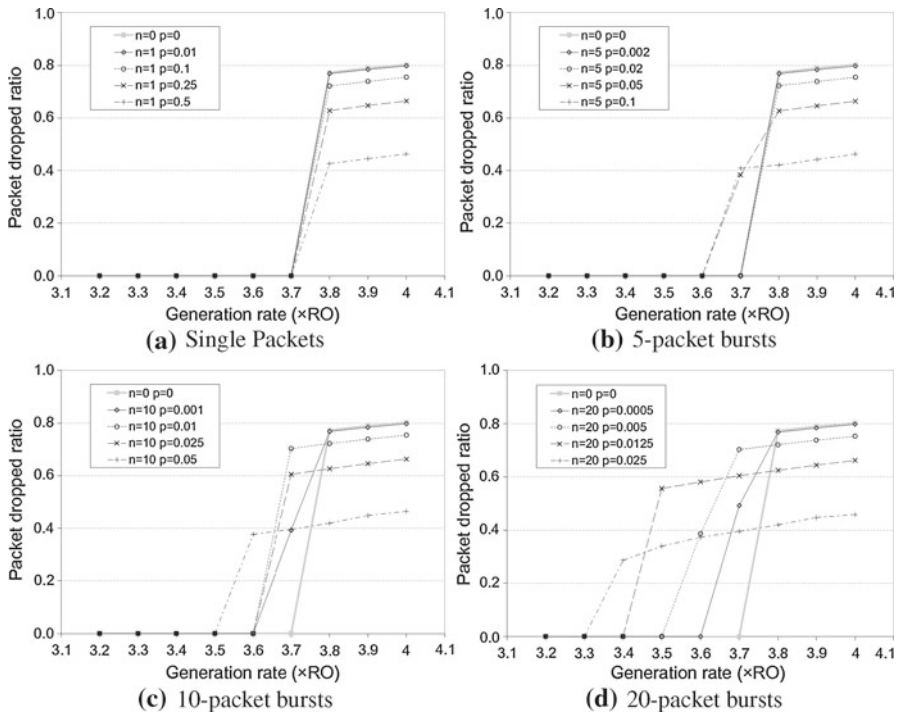 1.0
0.8
0.6
0.4
0.2
0.0
Packet dropped ratio
n=0 p=0
n=1 p=0.01
n=1 p=0.1
n=1 p=0.25
n=1 p=0.5
3.1 3.2 3.3 3.4 3.5 3.6 3.7 3.8 3.9 4 4.1
Generation rate (×RO)
(a) Single Packets
1.0
0.8
0.6
0.4
0.2
0.0
Packet dropped ratio
n=0 p=0
n=5 p=0.002
n=5 p=0.02
n=5 p=0.05
n=5 p=0.1
3.1 3.2 3.3 3.4 3.5 3.6 3.7 3.8 3.9 4 4.1
Generation rate (×RO)
(b) 5-packet bursts
1.0
0.8
0.6
0.4
0.2
0.0
Packet dropped ratio
n=0 p=0
n=10 p=0.001
n=10 p=0.01
n=10 p=0.025
n=10 p=0.05
3.1 3.2 3.3 3.4 3.5 3.6 3.7 3.8 3.9 4 4.1
Generation rate (×RO)
(c) 10-packet bursts
1.0
0.8
0.6
0.4
0.2
0.0
Packet dropped ratio
n=0 p=0
n=20 p=0.0005
n=20 p=0.005
n=20 p=0.0125
n=20 p=0.025
3.1 3.2 3.3 3.4 3.5 3.6 3.7 3.8 3.9 4 4.1
Generation rate (×RO)
(d) 20-packet bursts